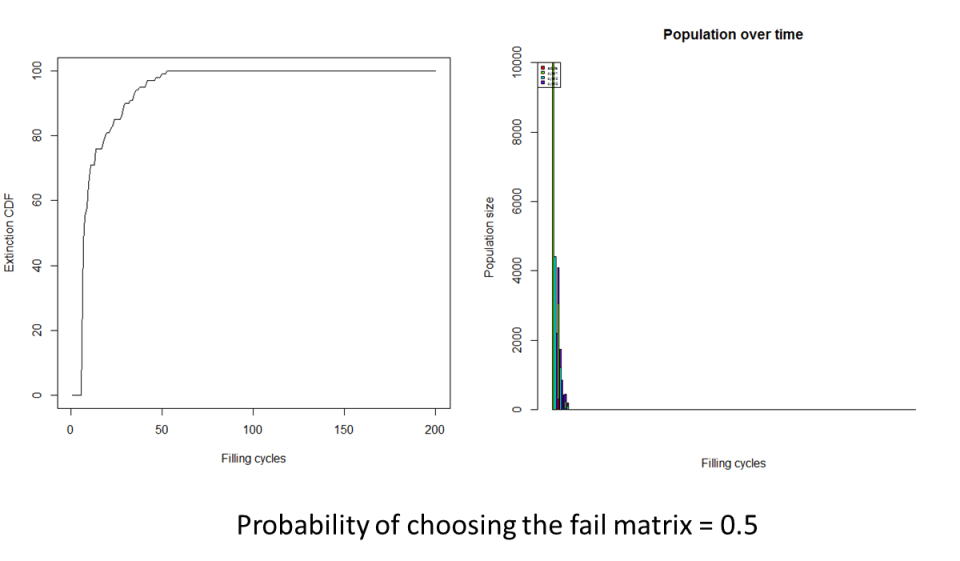 Population over time
Extinction CDF
0
20
40
60
80
100
0
50
100
150
200
Filling cycles
Population size
0
2000
4000
6000
8000
10000
Filling cycles
Probability of choosing the fail matrix = 0.5